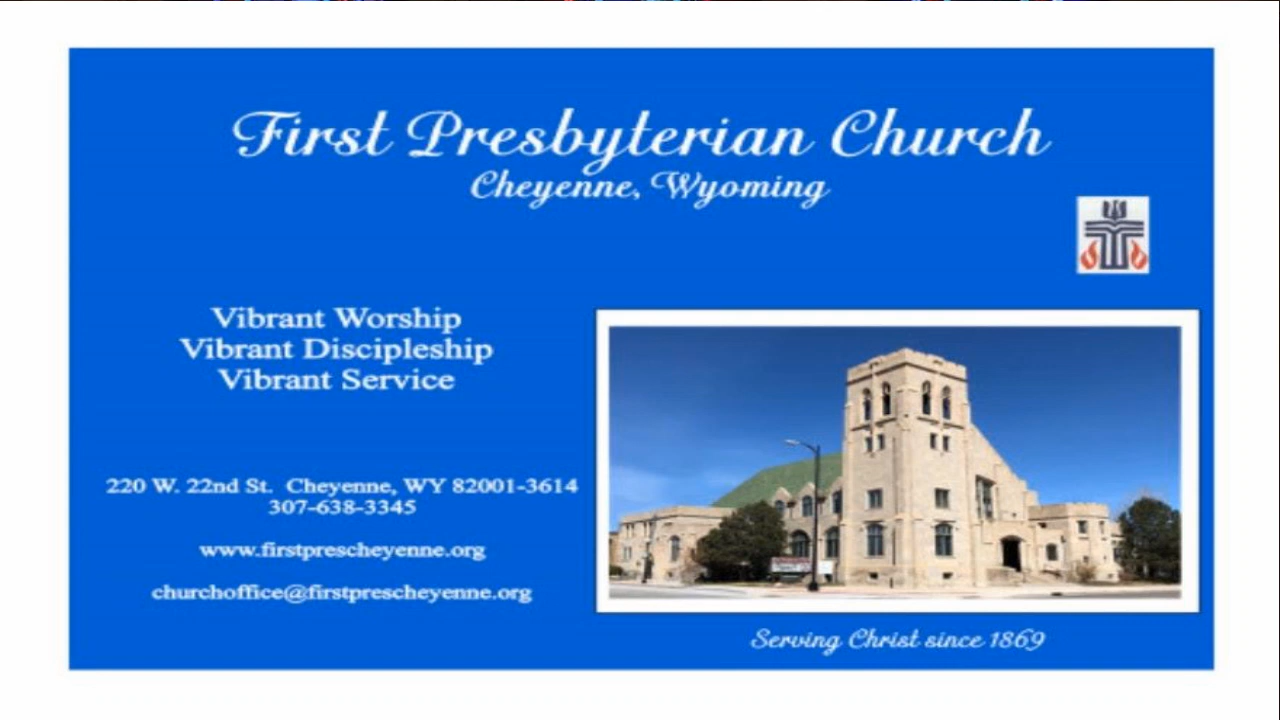 First Presbyterian Church
Cheyenne, Wyoming
Vibrant Worship
Vibrant Discipleship
Vibrant Service
220 W. 22nd St. Cheyenne, WY 82001-3614
307-638-3345
www.firstprescheyenne.org
churchoffice@firstprescheyenne.org
Serving Christ since 1869